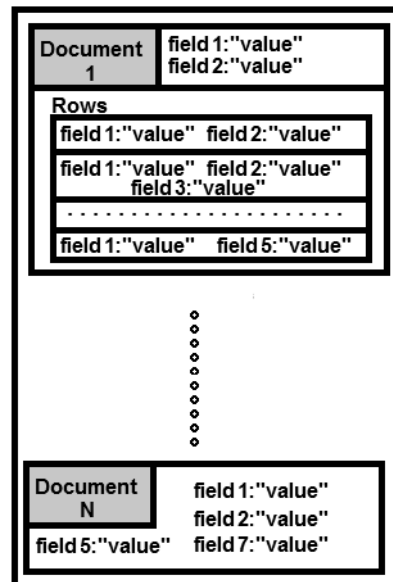 Document
1
field 1:"value"
field 2:"value"
Rows
field 1:"value" field 2:"value"
field 1:"value" field 2:"value"
field 3:"value"
. . . . . . . . . . . . . . . . . . . . . . .
field 1:"value" field 5:"value"
Document
N
field 1:"value"
field 2:"value"
field 5:"value" field 7:"value"